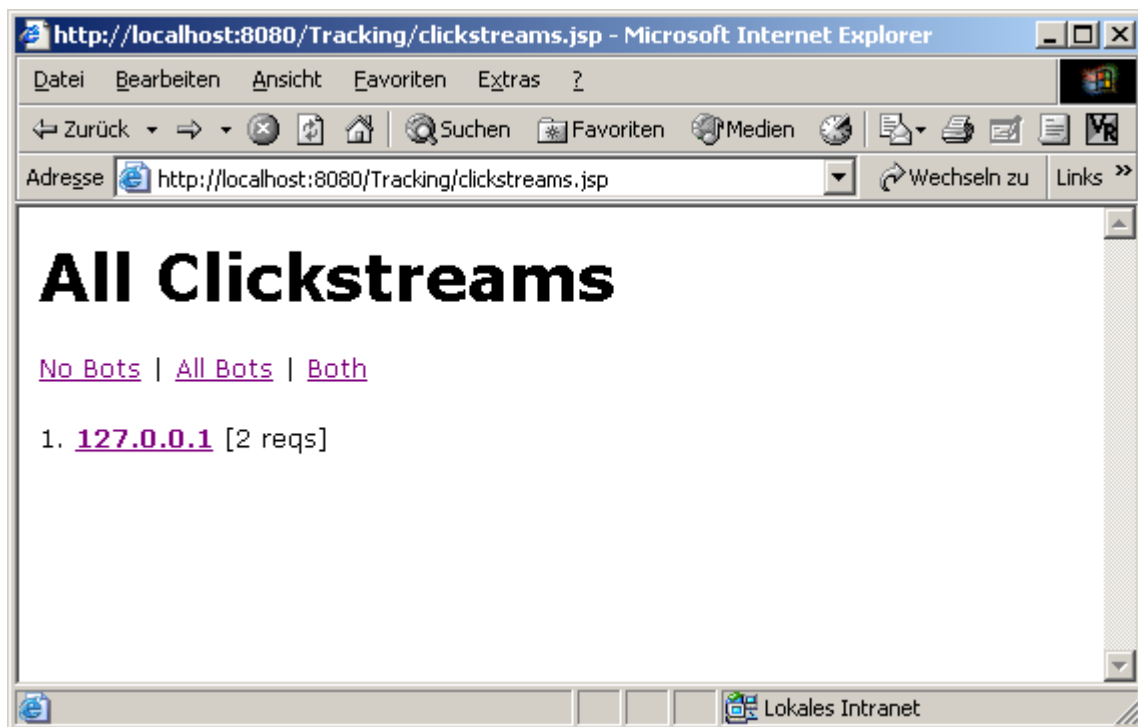 http://localhost:8080/Tracking/clickstreams.jsp - Microsoft Internet Explorer
Datei Bearbeiten Ansicht Favoriten Extras ?
Zurück Suchen Favoriten Medien VR
Adresse http://localhost:8080/Tracking/clickstreams.jsp Wechseln zu Links »
All Clickstreams
No Bots | All Bots | Both
1. 127.0.0.1 [2 reqs]
Lokales Intranet